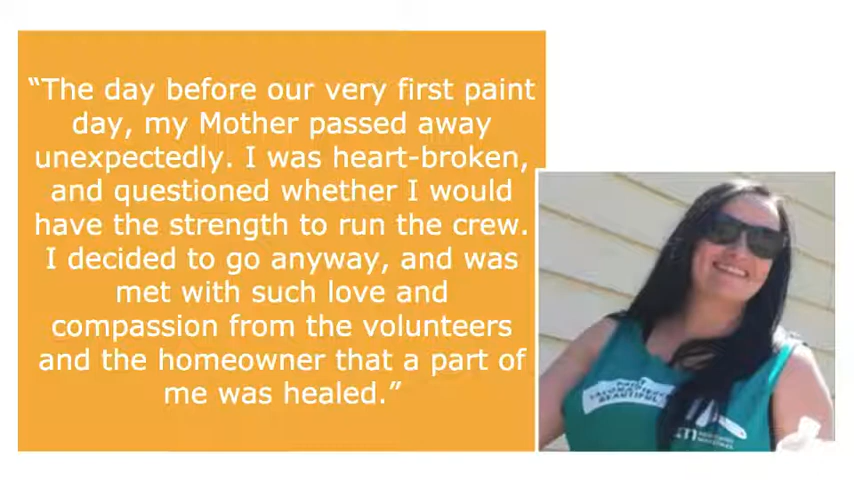 “The day before our very first paint
day, my Mother passed away
unexpectedly. I was heart-broken,
and questioned whether I would
have the strength to run the crew.
I decided to go anyway, and was
met with such love and
compassion from the volunteers
and the homeowner that a part of
me was healed.”
BEAUTIFUL